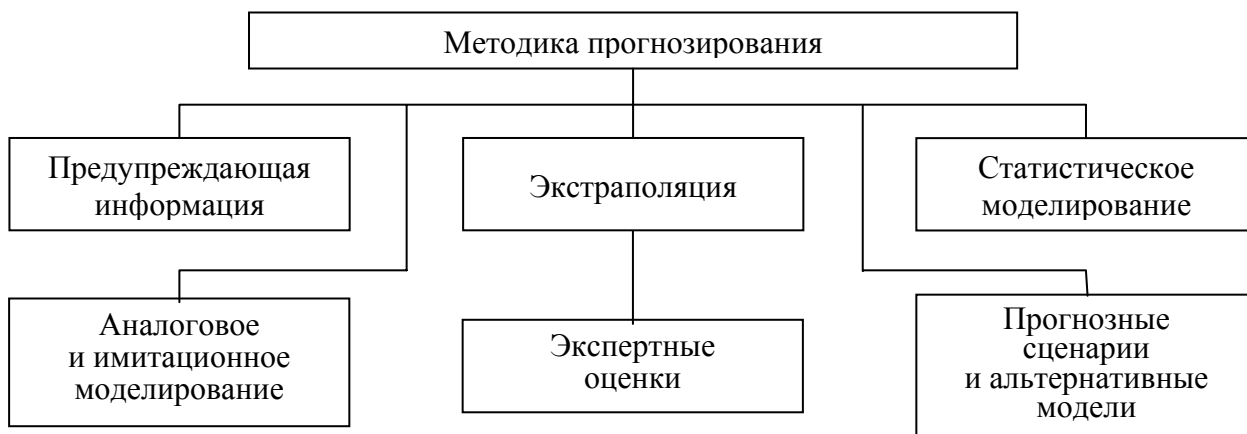 Методика прогнозирования
Предупреждающая
информация
Экстраполяция
Статистическое
моделирование
Аналоговое
и имитационное
моделирование
Экспертные
оценки
Прогнозные
сценарии
и альтернативные
модели